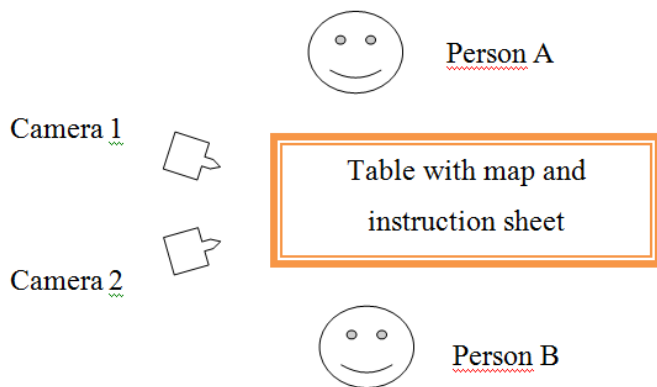 Person A
Camera 1
Table with map and
instruction sheet
Camera 2
Person B